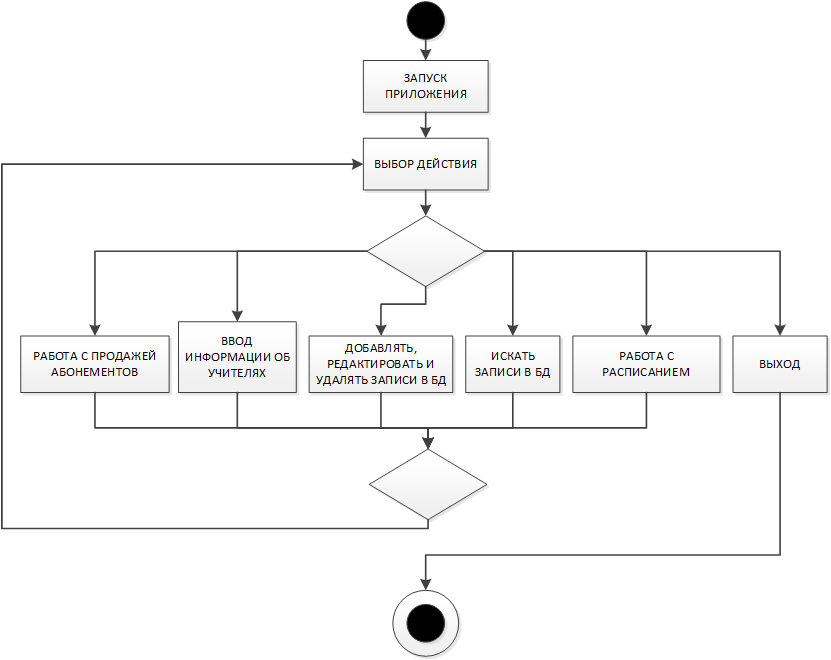 ЗАПУСК
ПРИЛОЖЕНИЯ
ВЫБОР ДЕЙСТВИЯ
РАБОТА С ПРОДАЖЕЙ
АБОНЕМЕНТОВ
ВВОД
ИНФОРМАЦИИ ОБ
УЧИТЕЛЯХ
ДОБАВЛЯТЬ,
РЕДАКТИРОВАТЬ И
УДАЛЯТЬ ЗАПИСИ В БД
ИСКАТЬ
ЗАПИСИ В БД
РАБОТА С
РАСПИСАНИЕМ
ВЫХОД